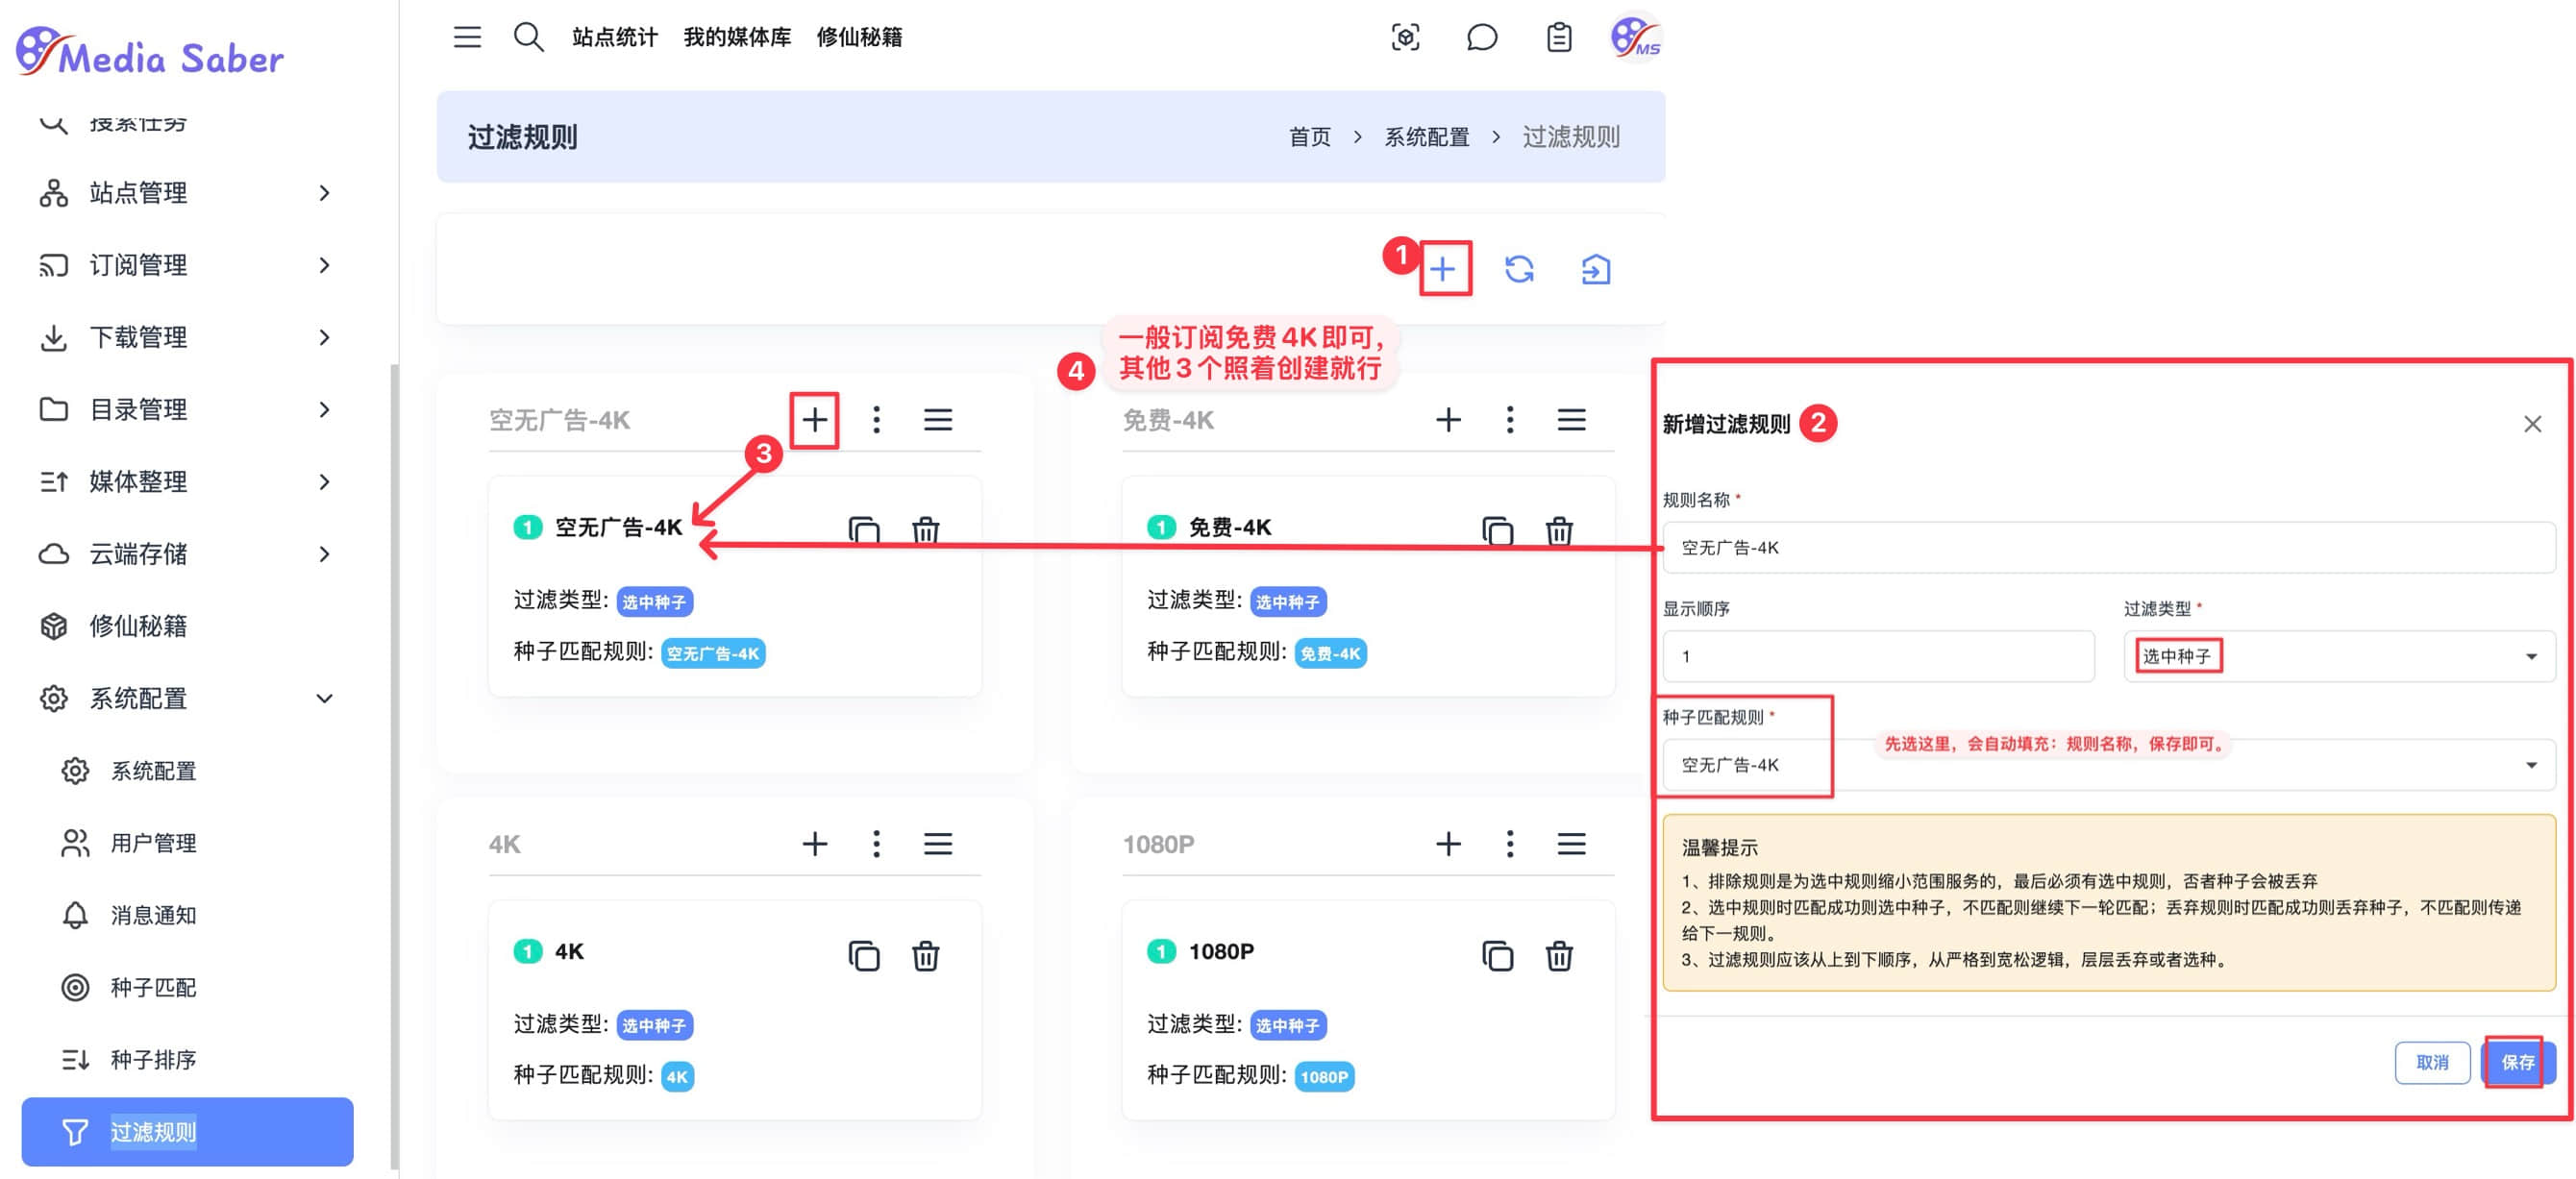 Media Saber
搜索任务
站点管理
订阅管理
下载管理
目录管理
媒体整理
云端存储
修仙秘籍
系统配置
系统配置
用户管理
消息通知
种子匹配
种子排序
过滤规则
站点统计 我的媒体库 修仙秘籍
MS
过滤规则
首页 > 系统配置 > 过滤规则
1
4
一般订阅免费4K即可,
其他3个照着创建就行
空无广告-4K
3
1 空无广告-4K
过滤类型: 选中种子
种子匹配规则: 空无广告-4K
免费-4K
1 免费-4K
过滤类型: 选中种子
种子匹配规则: 免费-4K
4K
1 4K
过滤类型: 选中种子
种子匹配规则: 4K
1080P
1 1080P
过滤类型: 选中种子
种子匹配规则: 1080P
新增过滤规则 2
规则名称 *
空无广告-4K
显示顺序
1
过滤类型 *
选中种子
种子匹配规则 *
空无广告-4K
先选这里，会自动填充：规则名称，保存即可。
温馨提示
1、排除规则是为选中规则缩小范围服务的，最后必须有选中规则，否者种子会被丢弃
2、选中规则时匹配成功则选中种子，不匹配则继续下一轮匹配；丢弃规则时匹配成功则丢弃种子，不匹配则传递
给下一规则。
3、过滤规则应该从上到下顺序，从严格到宽松逻辑，层层丢弃或者选种。
取消
保存